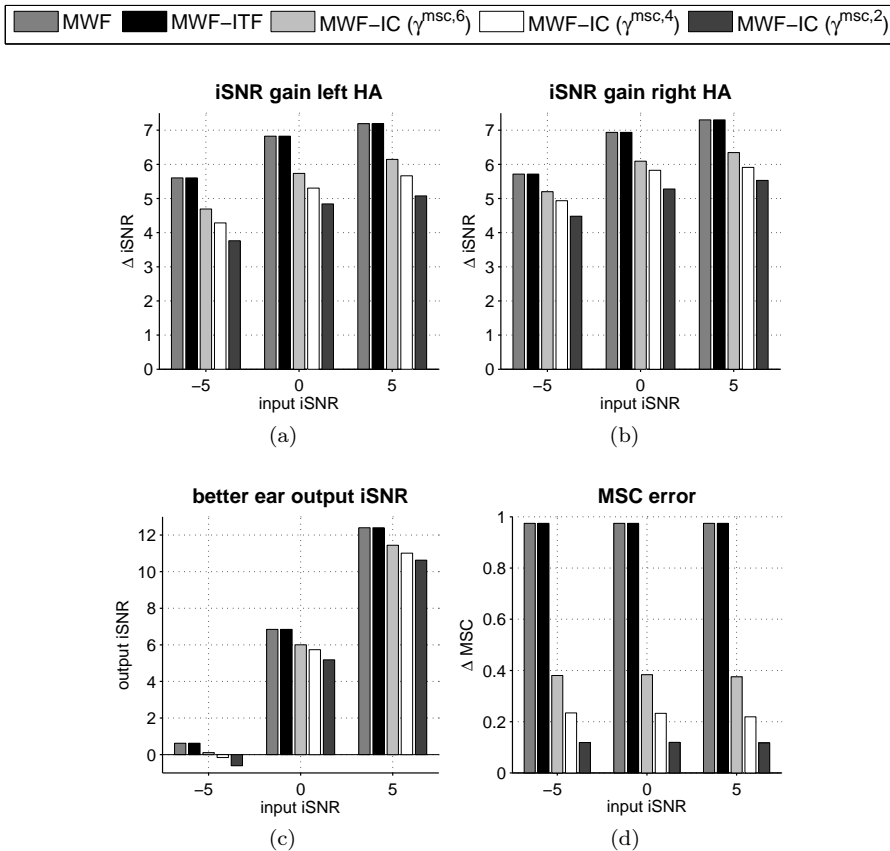 MWF MWF−ITF MWF−IC (γ^msc,6) MWF−IC (γ^msc,4) MWF−IC (γ^msc,2)
iSNR gain left HA
7
6
5
4
3
2
1
0
Δ iSNR
−5 0 5
input iSNR
(a)
iSNR gain right HA
7
6
5
4
3
2
1
0
Δ iSNR
−5 0 5
input iSNR
(b)
better ear output iSNR
12
10
8
6
4
2
0
output iSNR
−5 0 5
input iSNR
(c)
MSC error
1
0.8
0.6
0.4
0.2
0
Δ MSC
−5 0 5
input iSNR
(d)